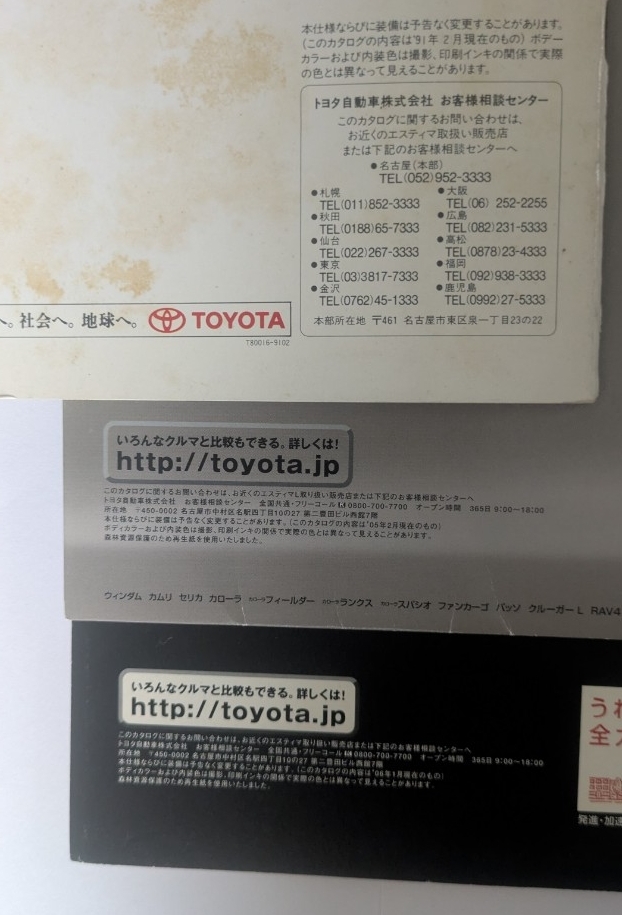 本仕様ならびに装備は予告なく変更することがあります。
(このカタログの内容は'91年2月現在のもの) ボデー
カラーおよび内装色は撮影、印刷インキの関係で実際
の色とは異なって見えることがあります。
トヨタ自動車株式会社 お客様相談センター
このカタログに関するお問い合わせは、
お近くのエスティマ取扱い販売店
または下記のお客様相談センターへ
●名古屋(本部)
TEL(052)952-3333
●札幌 ●大阪
TEL(011)852-3333 TEL(06) 252-2255
●秋田 ●広島
TEL(0188)65-7333 TEL(082)231-5333
●仙台 ●高松
TEL(022)267-3333 TEL(0878)23-4333
●東京 ●福岡
TEL(03)3817-7333 TEL(092)938-3333
●金沢 ●鹿児島
TEL(0762)45-1333 TEL(0992)27-5333
本部所在地 〒461 名古屋市東区泉一丁目23の22
へ。社会へ。地球へ。 TOYOTA
T80016-9102
いろんなクルマと比較もできる。詳しくは!
http://toyota.jp
このカタログに関するお問い合わせは、お近くのエスティマL取り扱い販売店または下記のお客様相談センターへ
トヨタ自動車株式会社 お客様相談センター 全国共通・フリーコール 0800-700-7700 オープン時間 365日 9:00〜18:00
所在地 〒450-0002 名古屋市中村区名駅四丁目10の27 第二豊田ビル西館7階
本仕様ならびに装備は予告なく変更することがあります。(このカタログの内容は'05年2月現在のもの)
ボディカラーおよび内装色は撮影、印刷インキの関係で実際の色とは異なって見えることがあります。
森林資源保護のため再生紙を使用いたしました。
ウィンダム カムリ セリカ カローラ カローラフィールダー カローラランクス カローラスパシオ ファンカーゴ パッソ クルーガーL RAV4
いろんなクルマと比較もできる。詳しくは!
http://toyota.jp
このカタログに関するお問い合わせは、お近くのエスティマ取り扱い販売店または下記のお客様相談センターへ
トヨタ自動車株式会社 お客様相談センター 全国共通・フリーコール 0800-700-7700 オープン時間 365日 9:00〜18:00
所在地 〒450-0002 名古屋市中村区名駅四丁目10の27 第二豊田ビル西館7階
本仕様ならびに装備は予告なく変更することがあります。(このカタログの内容は'06年1月現在のもの)
ボディカラーおよび内装色は撮影、印刷インキの関係で実際の色とは異なって見えることがあります。
森林資源保護のため再生紙を使用いたしました。
うれ
全
発進・加速